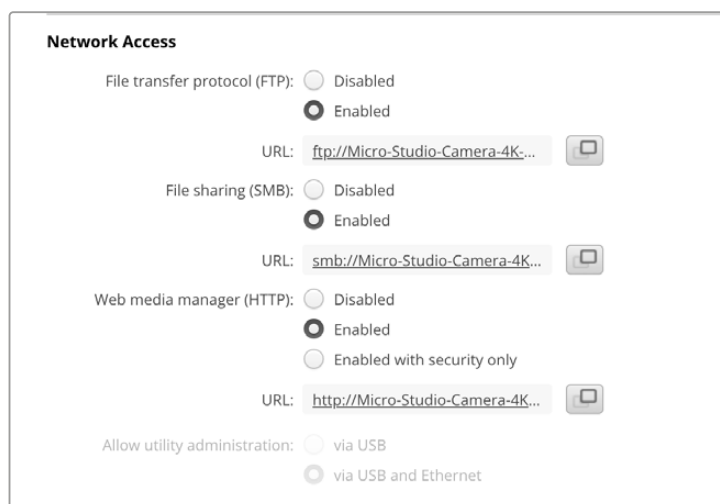 Network Access
File transfer protocol (FTP): Disabled
Enabled
URL: ftp://Micro-Studio-Camera-4K-...
File sharing (SMB): Disabled
Enabled
URL: smb://Micro-Studio-Camera-4K...
Web media manager (HTTP): Disabled
Enabled
Enabled with security only
URL: http://Micro-Studio-Camera-4K...
Allow utility administration: via USB
via USB and Ethernet